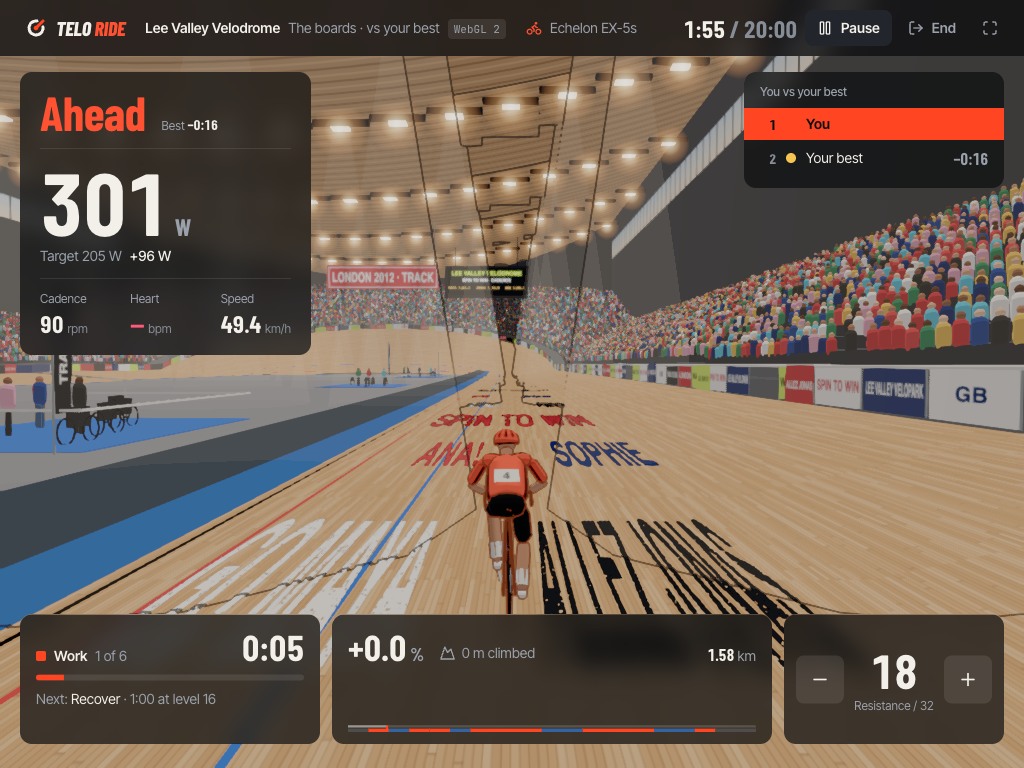 TELO RIDE
Lee Valley Velodrome The boards · vs your best WebGL 2 Echelon EX-5s
1:55 / 20:00
Pause
End
Ahead
Best −0:16
301 W
Target 205 W +96 W
Cadence Heart Speed
90 rpm — bpm 49.4 km/h
You vs your best
1 You
2 Your best −0:16
LONDON 2012 · TRACK
LEE VALLEY VELODROME
SPIN TO WIN
LEE VALLEY VELOPARK
GB
TRA
SPIN TO WIN
ANA! SOPHIE
Work 1 of 6 0:05
Next: Recover · 1:00 at level 16
+0.0 % 0 m climbed 1.58 km
− 18 +
Resistance / 32